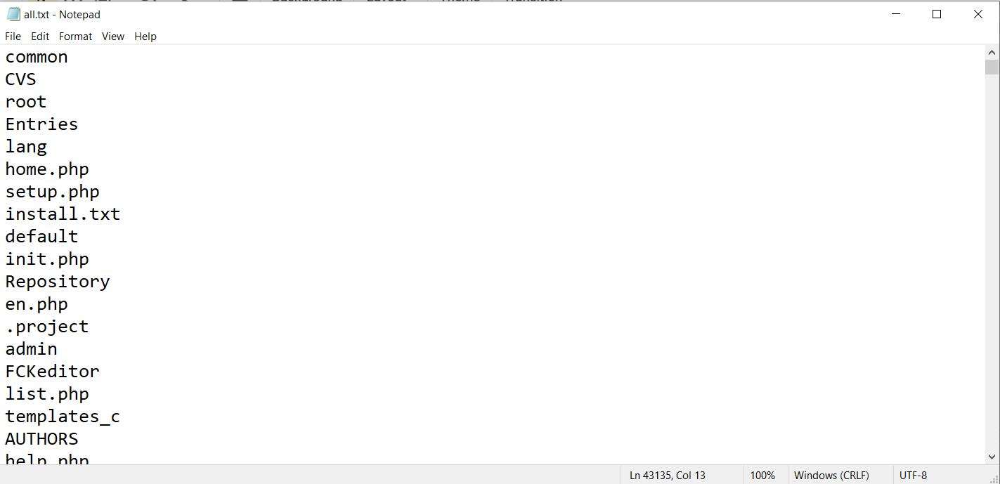 all.txt - Notepad
File Edit Format View Help
common
CVS
root
Entries
lang
home.php
setup.php
install.txt
default
init.php
Repository
en.php
.project
admin
FCKeditor
list.php
templates_c
AUTHORS
help.php
Ln 43135, Col 13 100% Windows (CRLF) UTF-8